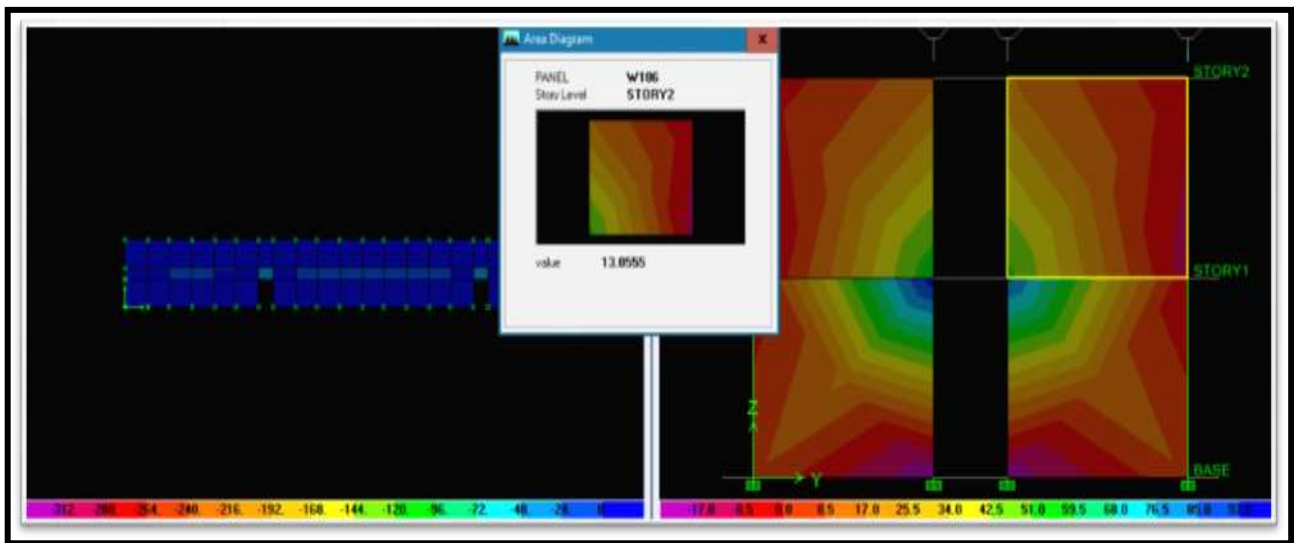 Area Diagram
x
PANEL W106
Story Level STORY2
value 13.0555
STORY2
STORY1
BASE
Z
Y
-312. -288. -264. -240. -216. -192. -168. -144. -120. -96. -72. -48. -24. 0
-17.0 -8.5 0.0 8.5 17.0 25.5 34.0 42.5 51.0 59.5 68.0 76.5 85.0